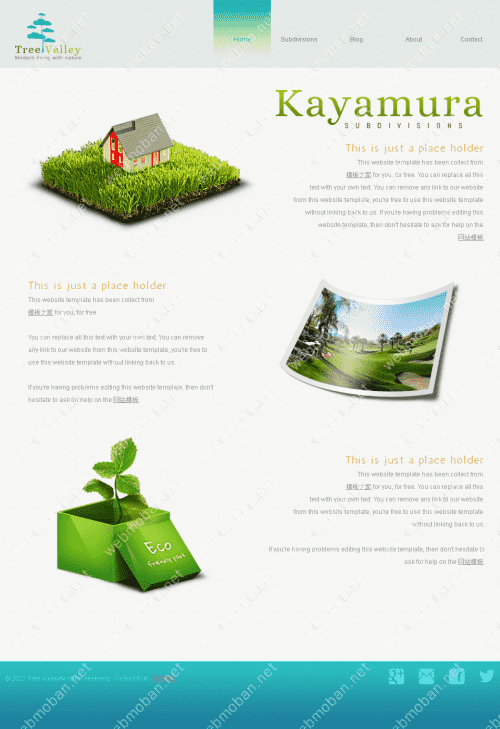 Tree Valley
Modern living with nature
Home
Subdivisions
Blog
About
Contact
Kayamura
SUBDIVISIONS
This is just a place holder
This website template has been collect from
模板之家 for you, for free. You can replace all this
text with your own text. You can remove any link to our website
from this website template, you're free to use this website template
without linking back to us. If you're having problems editing this
website template, then don't hesitate to ask for help on the
网站模板.
This is just a place holder
This website template has been collect from
模板之家 for you, for free.
You can replace all this text with your own text. You can remove
any link to our website from this website template, you're free to
use this website template without linking back to us.
If you're having problems editing this website template, then don't
hesitate to ask for help on the 网站模板.
Eco
friendly plant
This is just a place holder
This website template has been collect from
模板之家 for you, for free. You can replace all this
text with your own text. You can remove any link to our website
from this website template, you're free to use this website template
without linking back to us.
If you're having problems editing this website template, then don't hesitate to
ask for help on the 网站模板.
webmoban.net